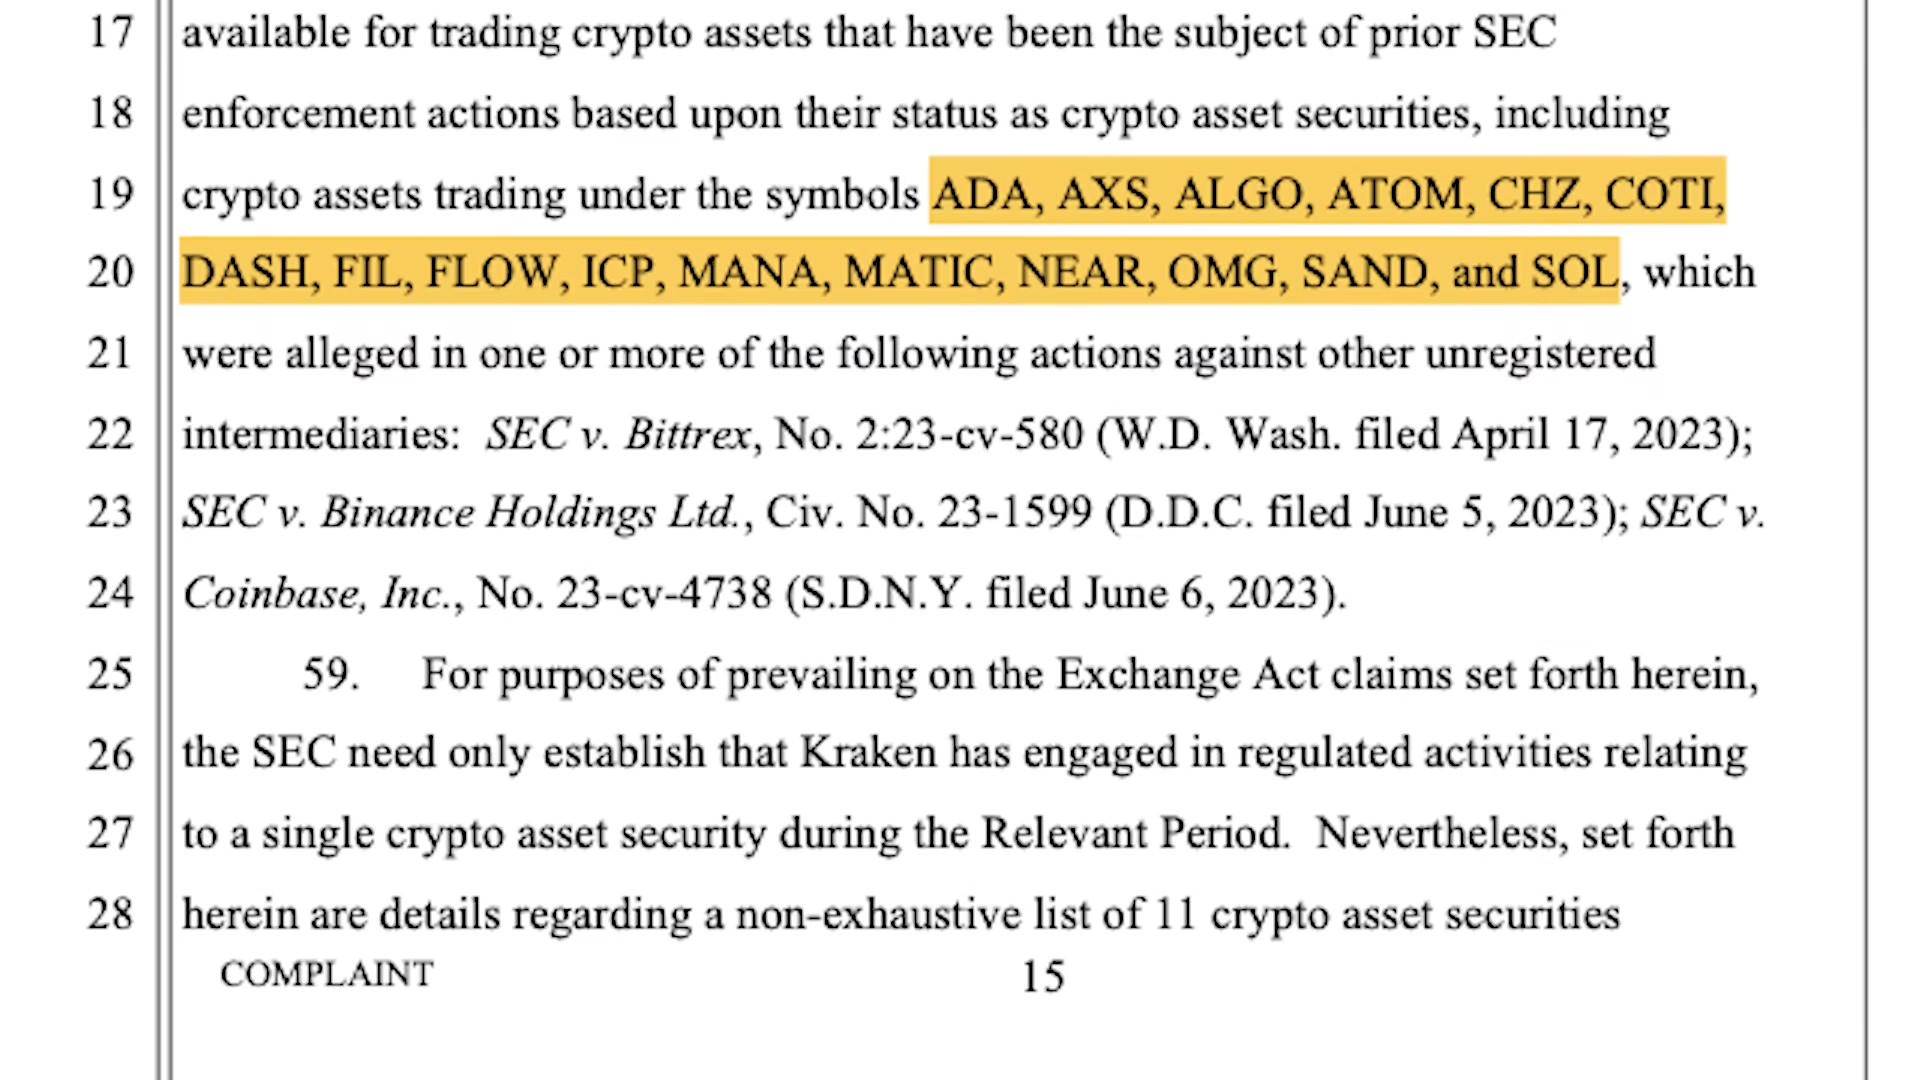 17 available for trading crypto assets that have been the subject of prior SEC
18 enforcement actions based upon their status as crypto asset securities, including
19 crypto assets trading under the symbols ADA, AXS, ALGO, ATOM, CHZ, COTI,
20 DASH, FIL, FLOW, ICP, MANA, MATIC, NEAR, OMG, SAND, and SOL, which
21 were alleged in one or more of the following actions against other unregistered
22 intermediaries:  SEC v. Bittrex, No. 2:23-cv-580 (W.D. Wash. filed April 17, 2023);
23 SEC v. Binance Holdings Ltd., Civ. No. 23-1599 (D.D.C. filed June 5, 2023); SEC v.
24 Coinbase, Inc., No. 23-cv-4738 (S.D.N.Y. filed June 6, 2023).
25 59. For purposes of prevailing on the Exchange Act claims set forth herein,
26 the SEC need only establish that Kraken has engaged in regulated activities relating
27 to a single crypto asset security during the Relevant Period.  Nevertheless, set forth
28 herein are details regarding a non-exhaustive list of 11 crypto asset securities
COMPLAINT 15